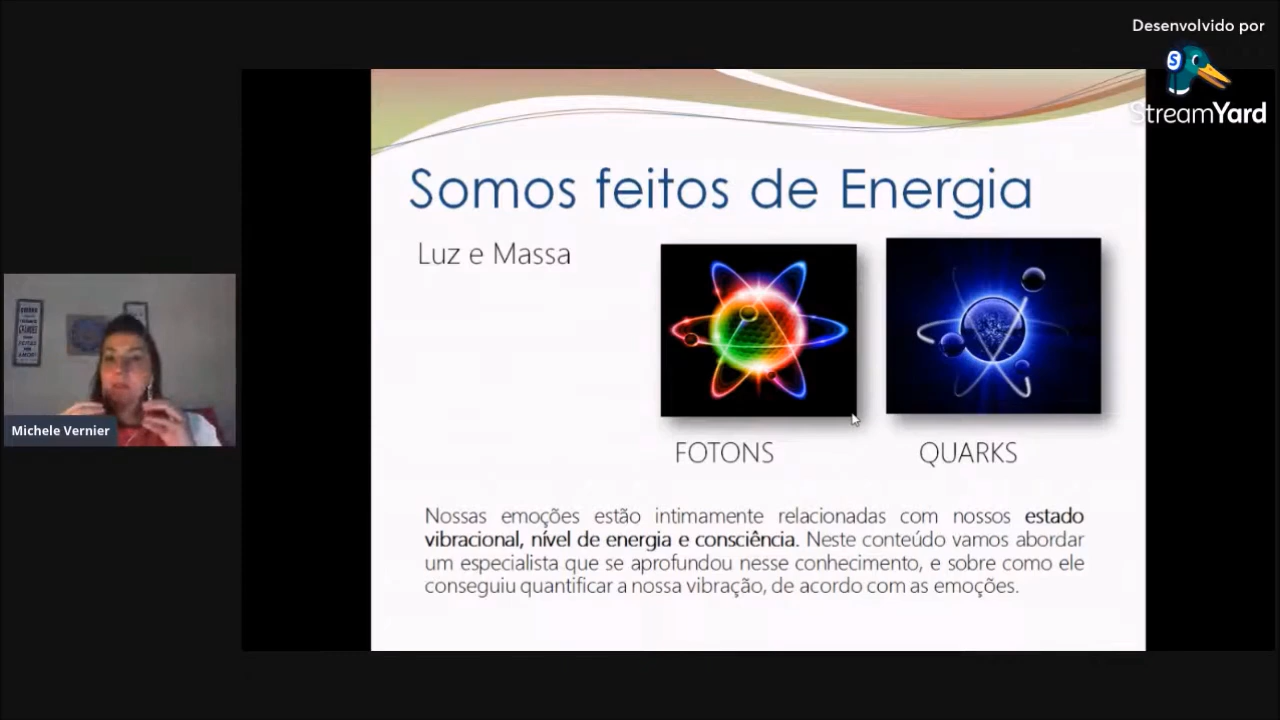 Desenvolvido por
StreamYard
Somos feitos de Energia
Luz e Massa
FOTONS
QUARKS
Michele Vernier
Nossas emoções estão intimamente relacionadas com nossos estado
vibracional, nível de energia e consciência. Neste conteúdo vamos abordar
um especialista que se aprofundou nesse conhecimento, e sobre como ele
conseguiu quantificar a nossa vibração, de acordo com as emoções.